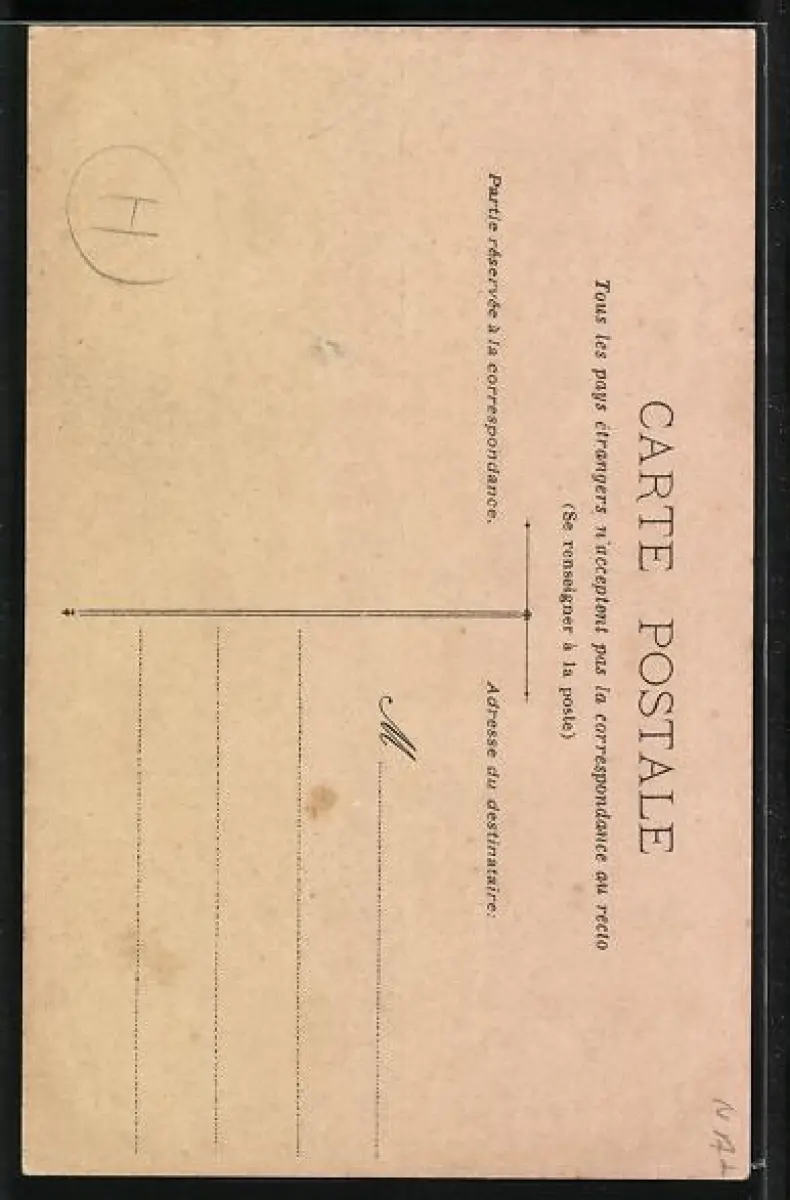 CARTE POSTALE
Tous les pays étrangers n'acceptent pas la correspondance au recto
(Se renseigner à la poste)
Partie réservée à la correspondance.
Adresse du destinataire.
M
H